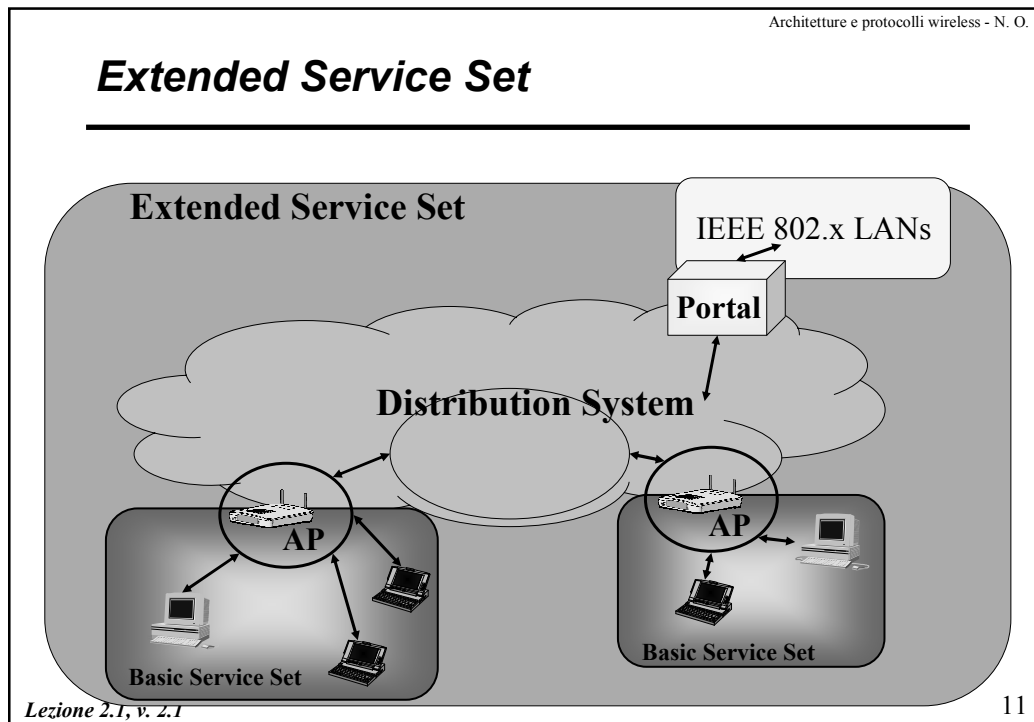 Architetture e protocolli wireless - N. O.
Extended Service Set
Extended Service Set
IEEE 802.x LANs
Portal
Distribution System
AP
AP
Basic Service Set
Basic Service Set
Lezione 2.1, v. 2.1
11